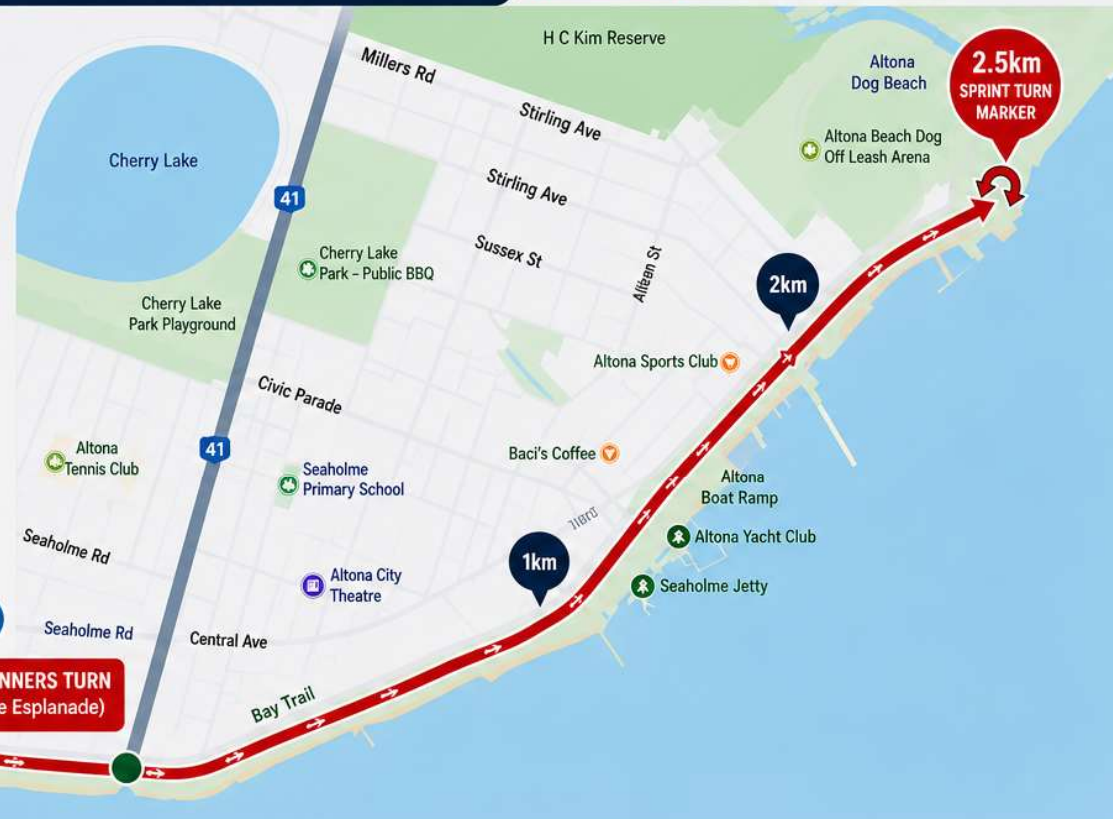 H C Kim Reserve
Millers Rd
Altona
Dog Beach
2.5km
SPRINT TURN
MARKER
Stirling Ave
Altona Beach Dog
Off Leash Arena
Cherry Lake
Stirling Ave
41
Sussex St
Cherry Lake
Park – Public BBQ
St
2km
Cherry Lake
Park Playground
Altona Sports Club
Civic Parade
Altona
Tennis Club
41
Baci's Coffee
Seaholme
Primary School
Altona
Boat Ramp
Seaholme Rd
Altona Yacht Club
1km
Altona City
Theatre
Seaholme Jetty
Seaholme Rd
Central Ave
NNERS TURN
e Esplanade)
Bay Trail